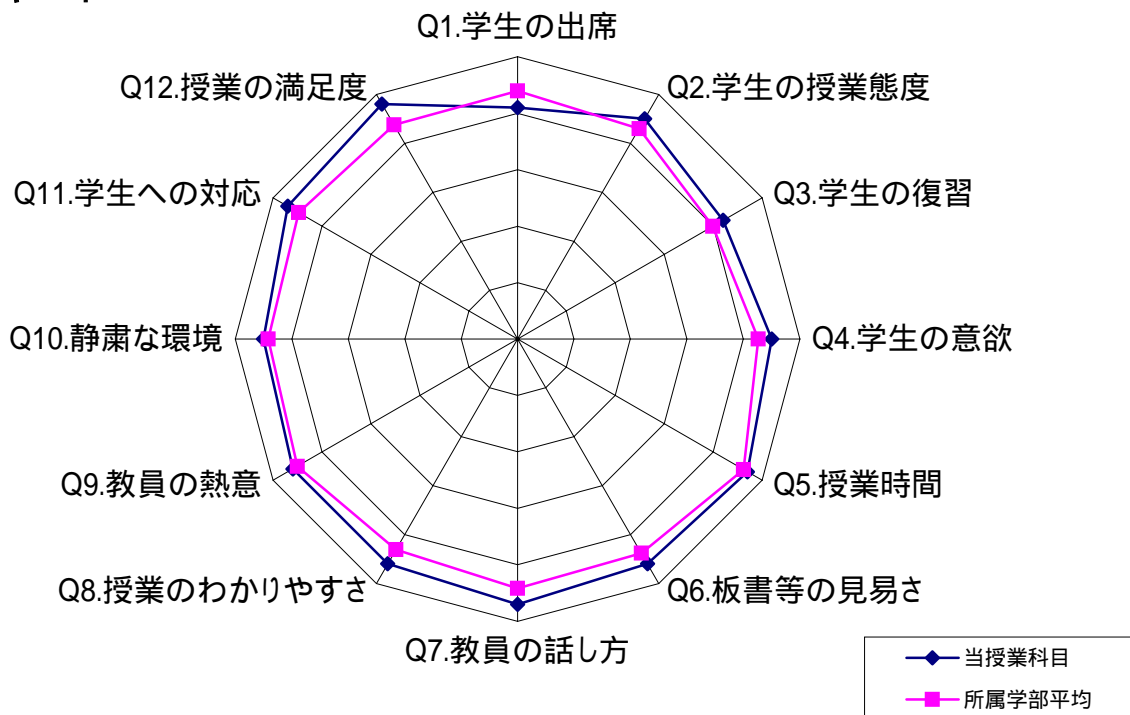 Q1.学生の出席
Q2.学生の授業態度
Q3.学生の復習
Q4.学生の意欲
Q5.授業時間
Q6.板書等の見易さ
Q7.教員の話し方
Q8.授業のわかりやすさ
Q9.教員の熱意
Q10.静粛な環境
Q11.学生への対応
Q12.授業の満足度
当授業科目
所属学部平均